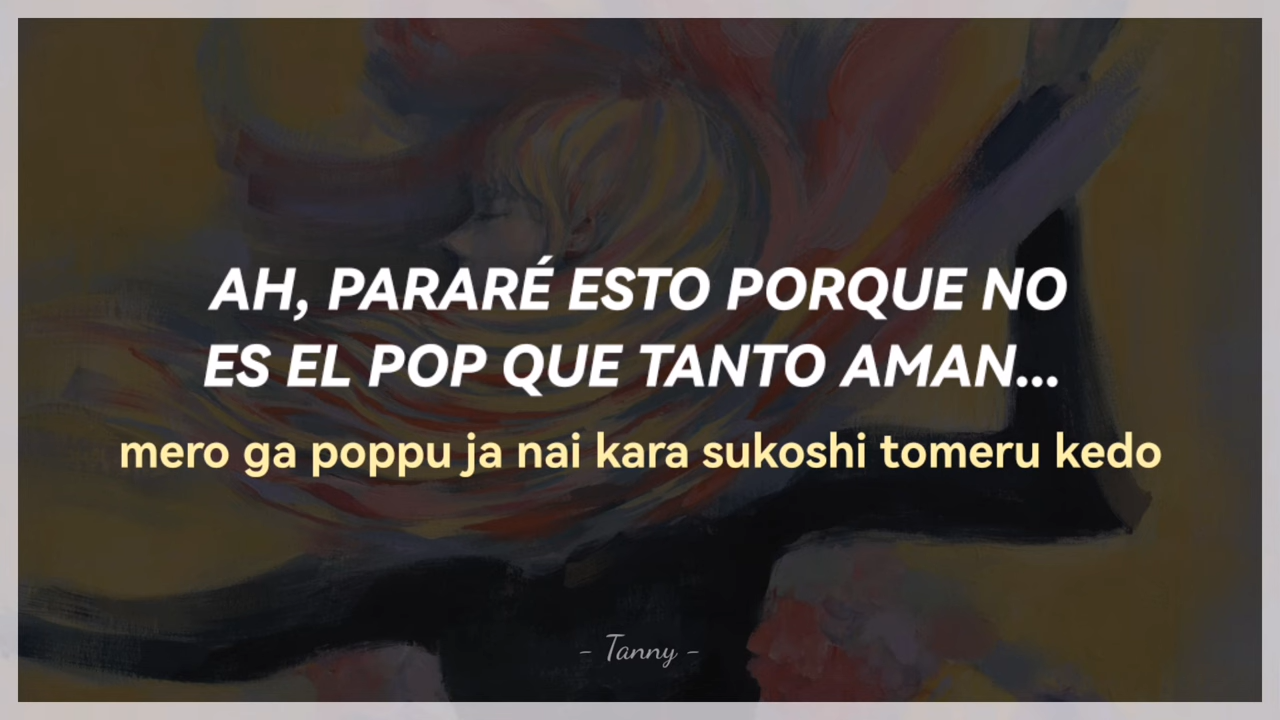 AH, PARARÉ ESTO PORQUE NO
ES EL POP QUE TANTO AMAN...
mero ga poppu ja nai kara sukoshi tomeru kedo
- Tanny -